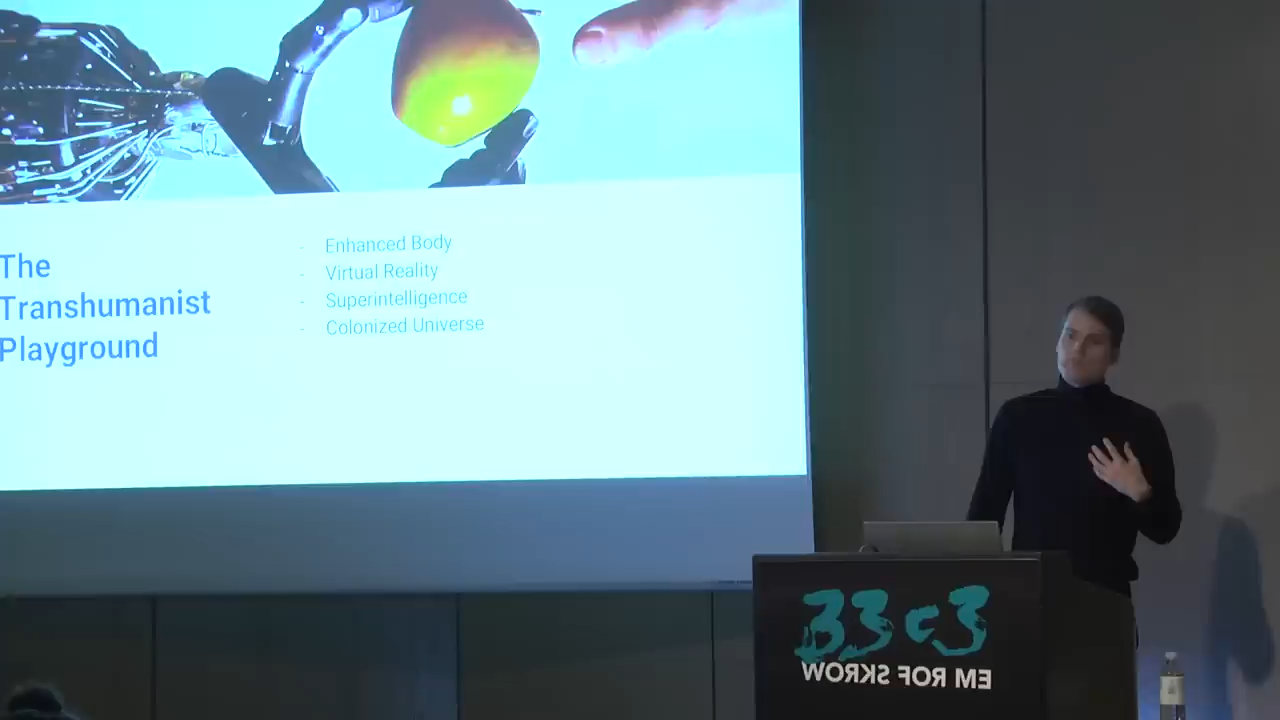 The
Transhumanist
Playground
- Enhanced Body
- Virtual Reality
- Superintelligence
- Colonized Universe
33c3
WORKS FOR ME